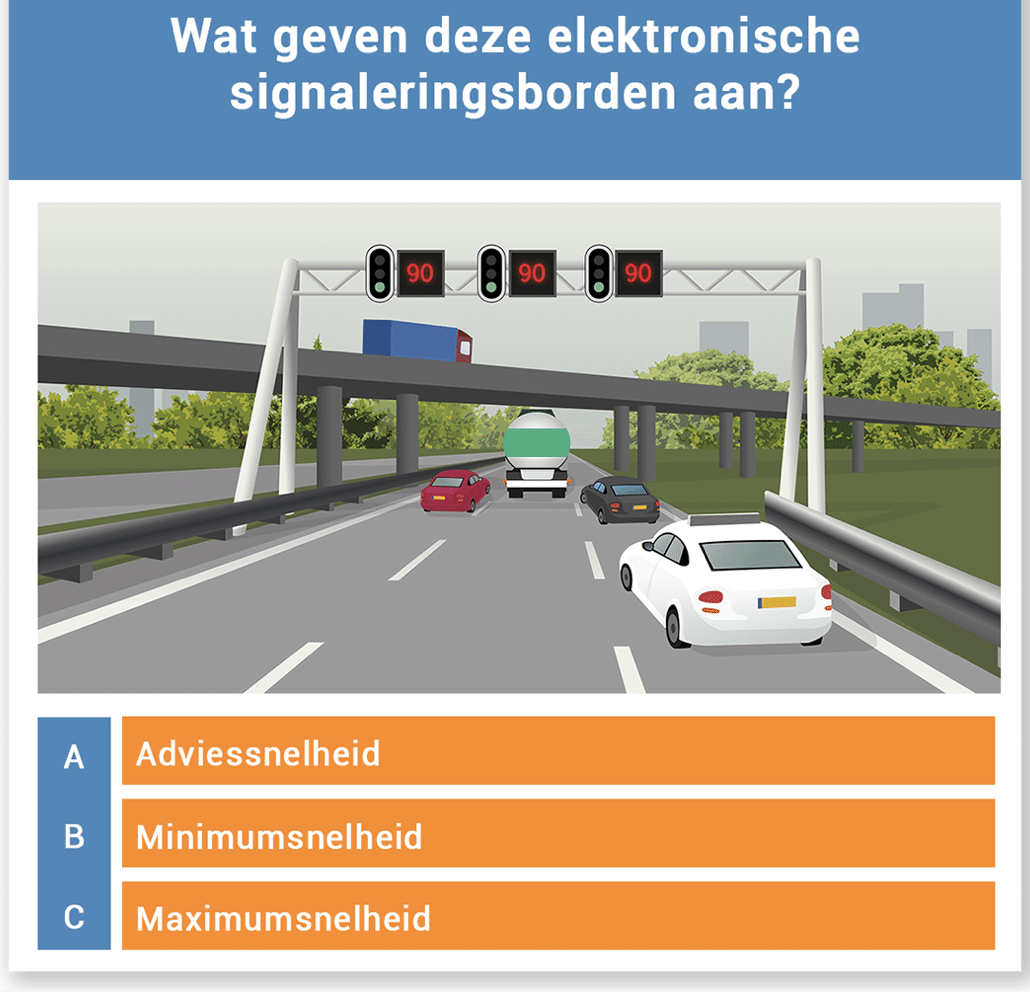 Wat geven deze elektronische
signaleringsborden aan?
90 90 90
A Adviessnelheid
B Minimumsnelheid
C Maximumsnelheid